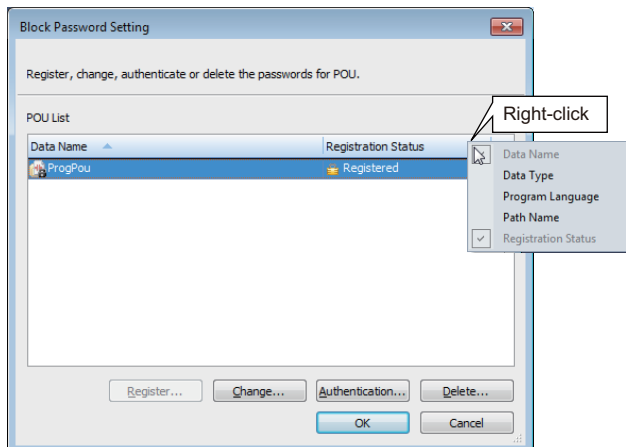 Block Password Setting
Register, change, authenticate or delete the passwords for POU.
POU List
Right-click
Data Name Registration Status
ProgPou Registered
Data Name
Data Type
Program Language
Path Name
Registration Status
Register... Change... Authentication... Delete...
OK Cancel